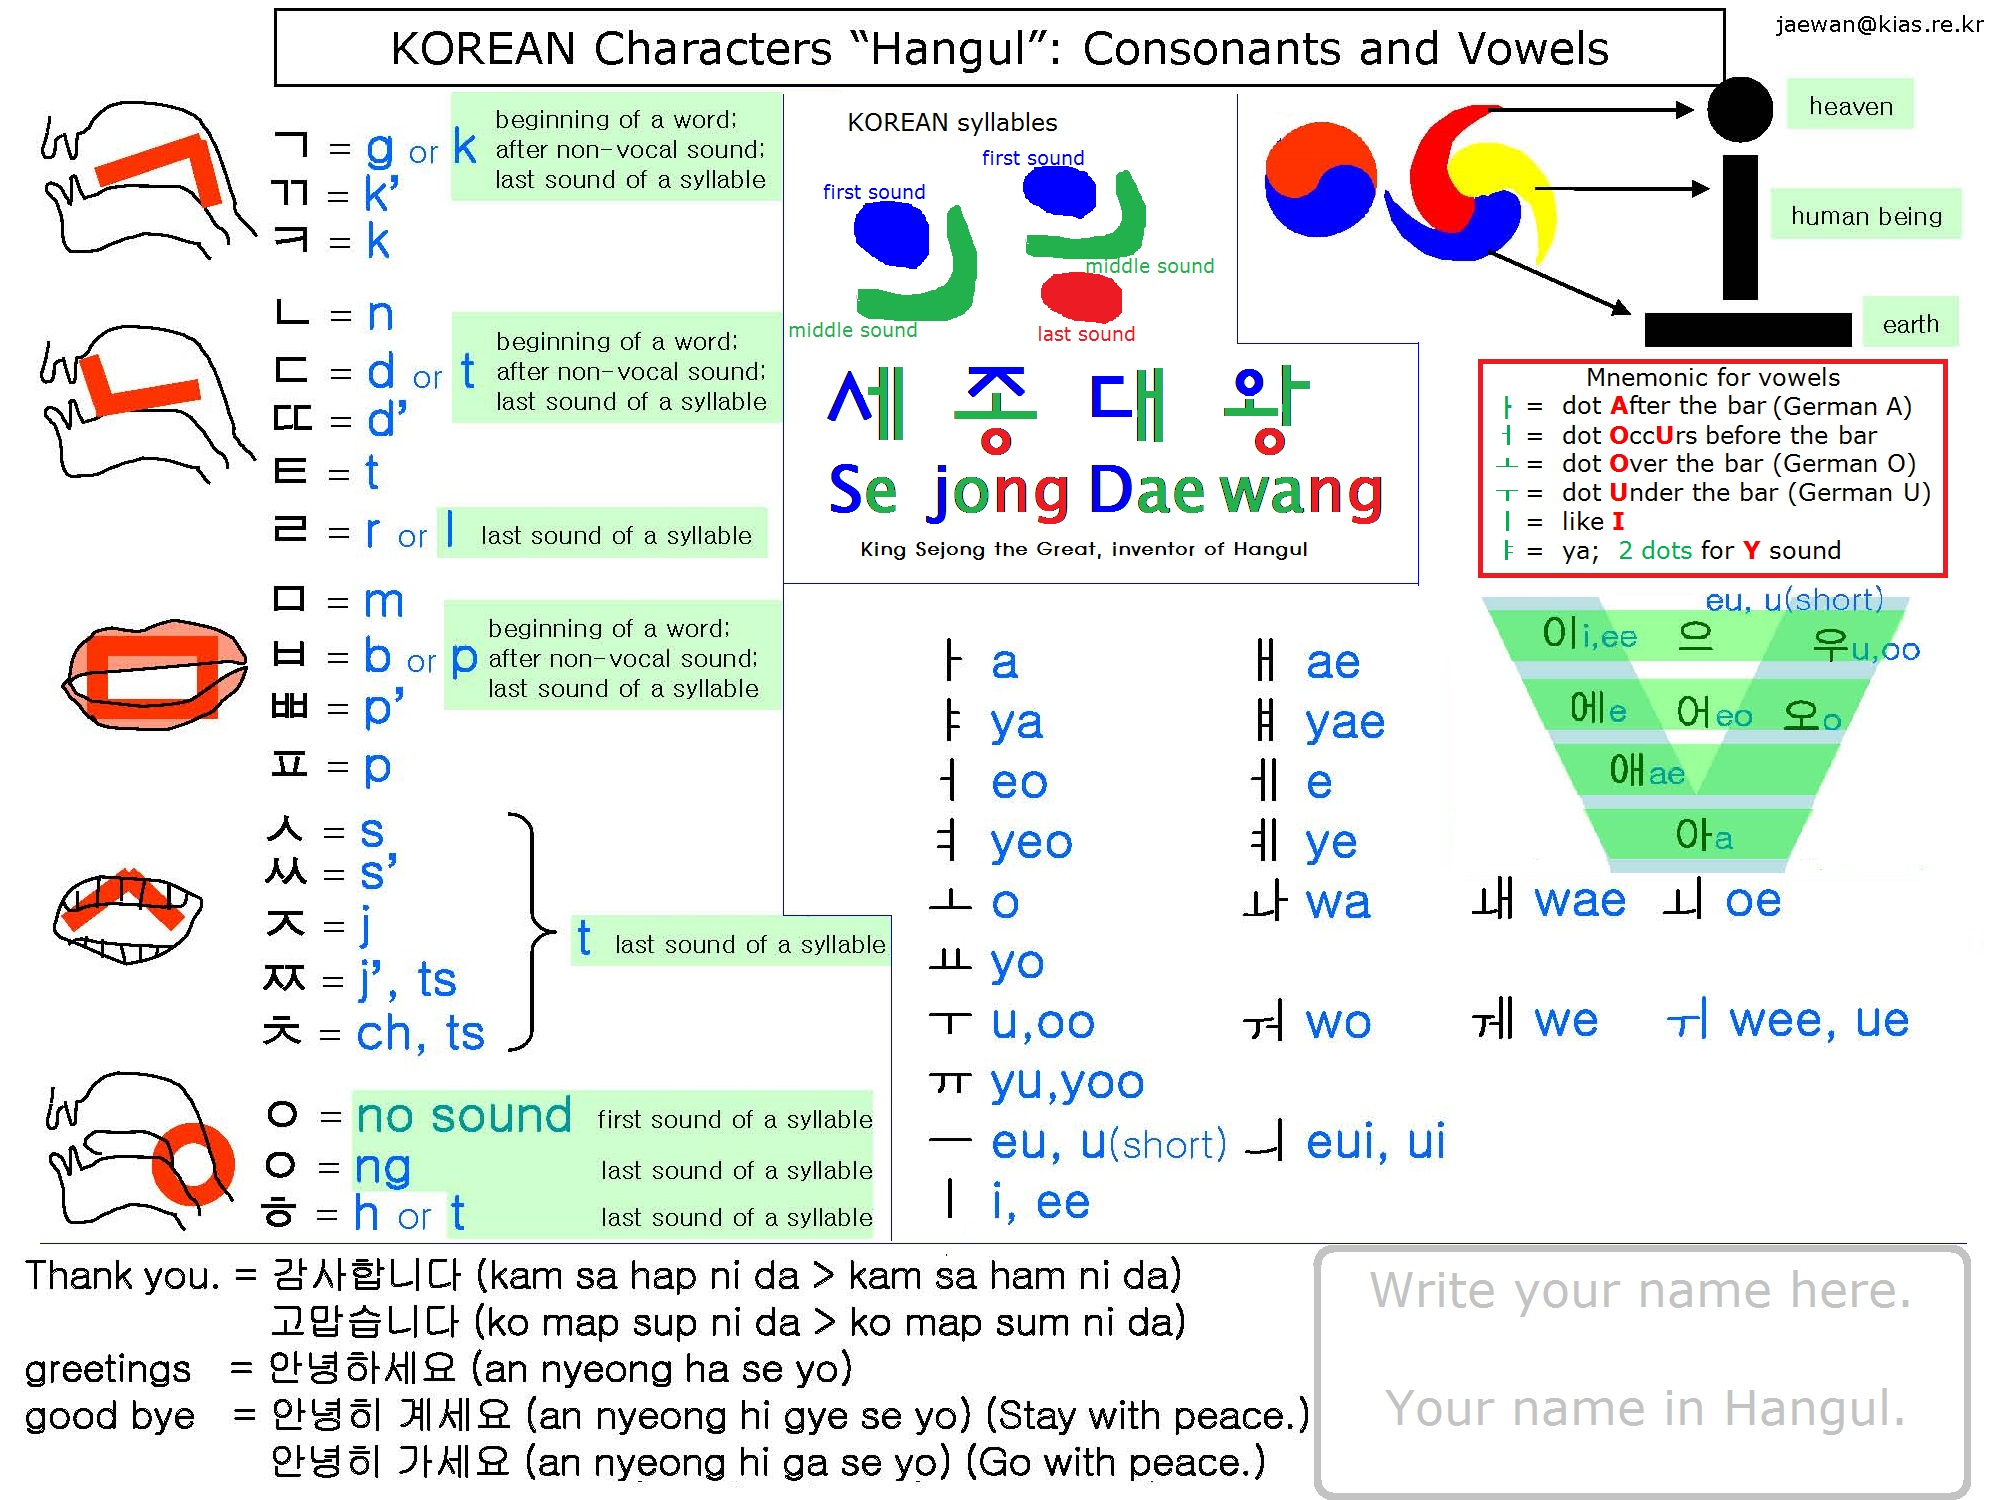 KOREAN Characters “Hangul”: Consonants and Vowels
jaewan@kias.re.kr
ㄱ = g or k
beginning of a word;
after non-vocal sound;
last sound of a syllable
ㄲ = k’
ㅋ = k
ㄴ = n
ㄷ = d or t
beginning of a word;
after non-vocal sound;
last sound of a syllable
ㄸ = d’
ㅌ = t
ㄹ = r or l last sound of a syllable
ㅁ = m
ㅂ = b or p
beginning of a word;
after non-vocal sound;
last sound of a syllable
ㅃ = p’
ㅍ = p
ㅅ = s
ㅆ = s’
ㅈ = j
ㅉ = j’, ts
ㅊ = ch, ts
t last sound of a syllable
ㅇ = no sound first sound of a syllable
ㅇ = ng last sound of a syllable
ㅎ = h or t last sound of a syllable
KOREAN syllables
first sound
middle sound
first sound
middle sound
last sound
세 종 대 왕
Se jong Dae wang
King Sejong the Great, inventor of Hangul
heaven
human being
earth
Mnemonic for vowels
ㅏ = dot After the bar (German A)
ㅓ = dot OccUrs before the bar
ㅗ = dot Over the bar (German O)
ㅜ = dot Under the bar (German U)
ㅣ = like I
ㅑ = ya; 2 dots for Y sound
eu, u(short)
이 i,ee 으 우 u,oo
에 e 어 eo 오 o
애 ae
아 a
ㅏ a ㅐ ae
ㅑ ya ㅒ yae
ㅓ eo ㅔ e
ㅕ yeo ㅖ ye
ㅗ o ㅘ wa ㅙ wae ㅚ oe
ㅛ yo
ㅜ u,oo ㅝ wo ㅞ we ㅟ wee, ue
ㅠ yu,yoo
ㅡ eu, u(short) ㅢ eui, ui
ㅣ i, ee
Thank you. = 감사합니다 (kam sa hap ni da > kam sa ham ni da)
고맙습니다 (ko map sup ni da > ko map sum ni da)
greetings = 안녕하세요 (an nyeong ha se yo)
good bye = 안녕히 계세요 (an nyeong hi gye se yo) (Stay with peace.)
안녕히 가세요 (an nyeong hi ga se yo) (Go with peace.)
Write your name here.
Your name in Hangul.